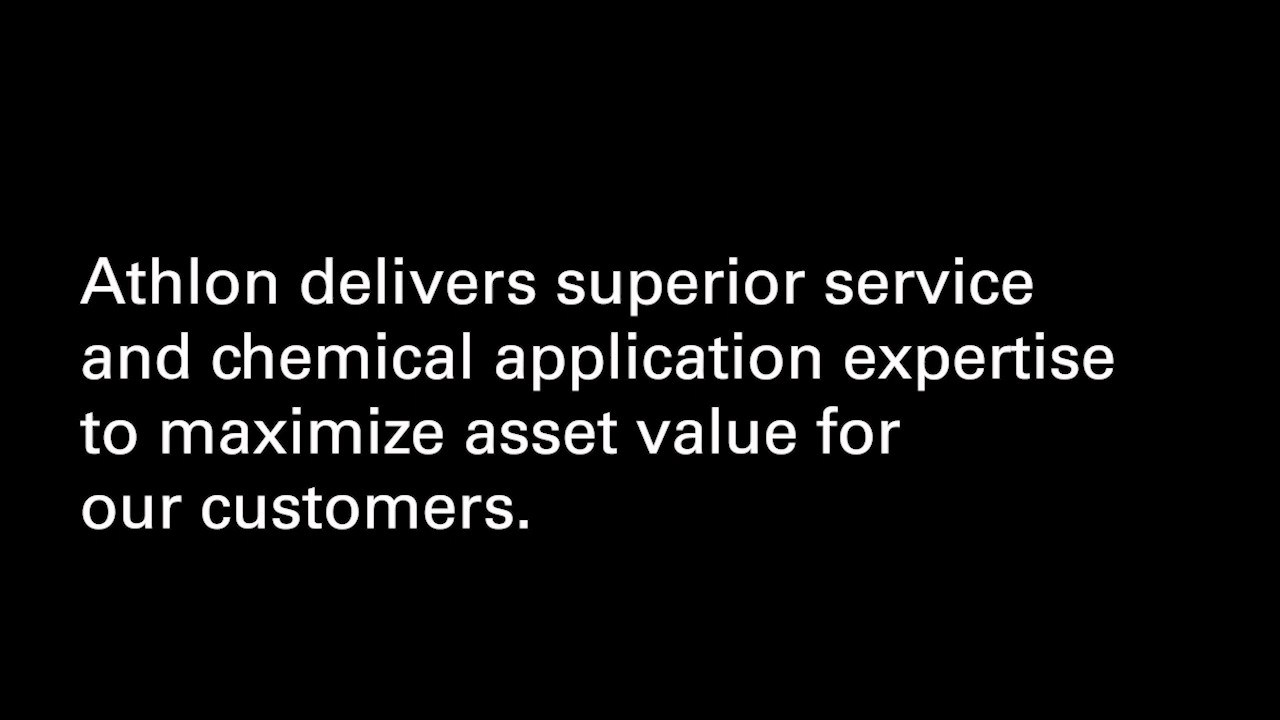 Athlon delivers superior service
and chemical application expertise
to maximize asset value for
our customers.